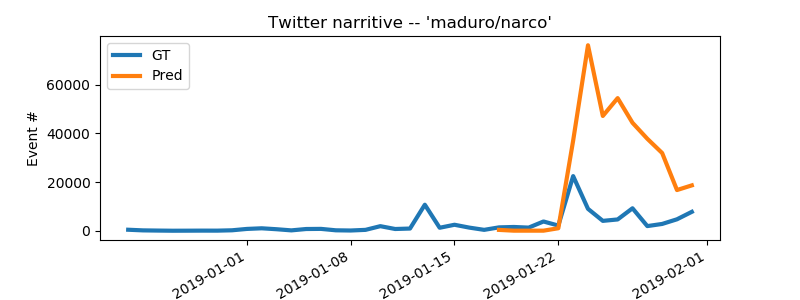 Twitter narritive -- 'maduro/narco'
GT
Pred
Event #
60000
40000
20000
0
2019-01-01
2019-01-08
2019-01-15
2019-01-22
2019-02-01